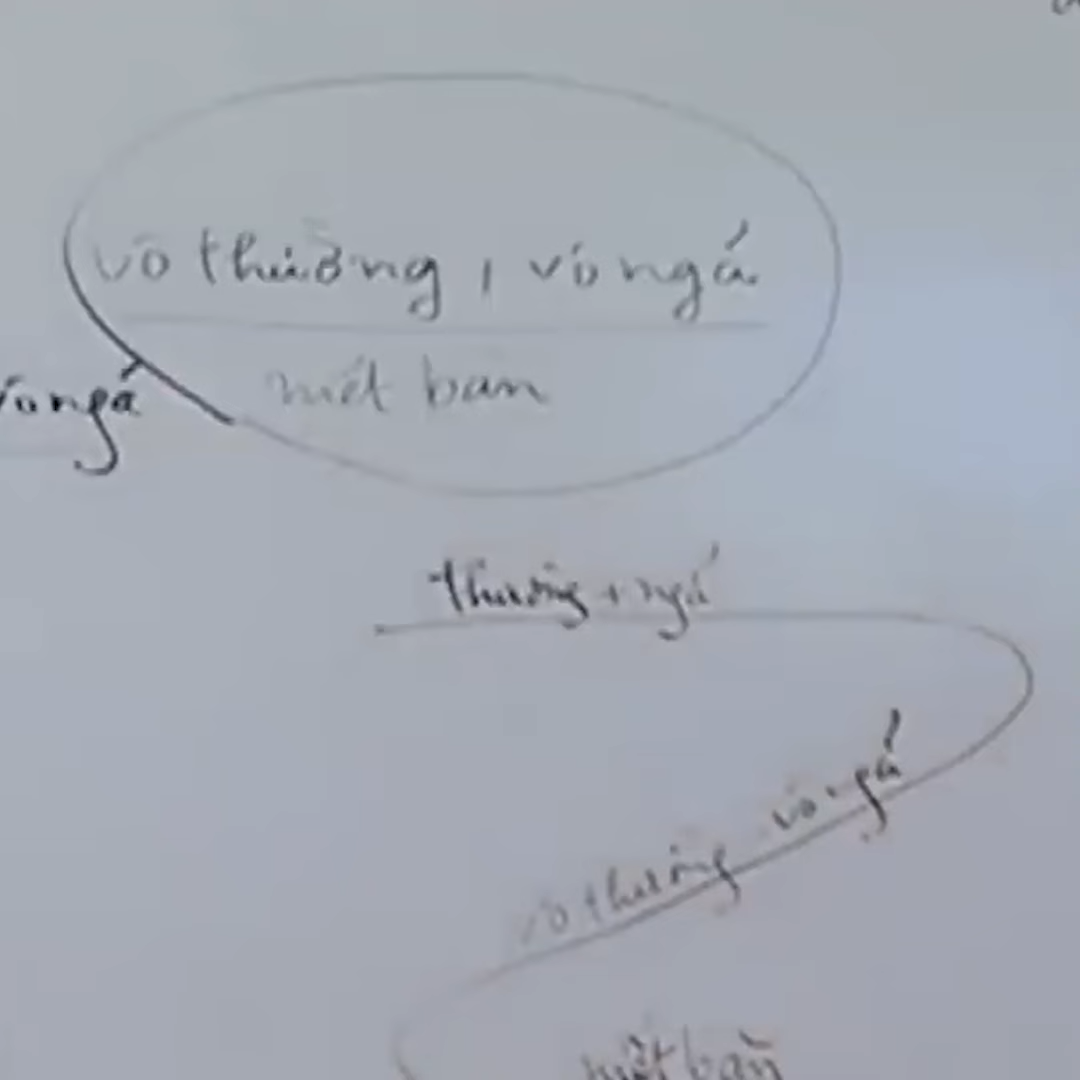 vô thường, vô ngã
niết bàn
vô ngã
thường, ngã
vô thường, vô ngã
niết bàn